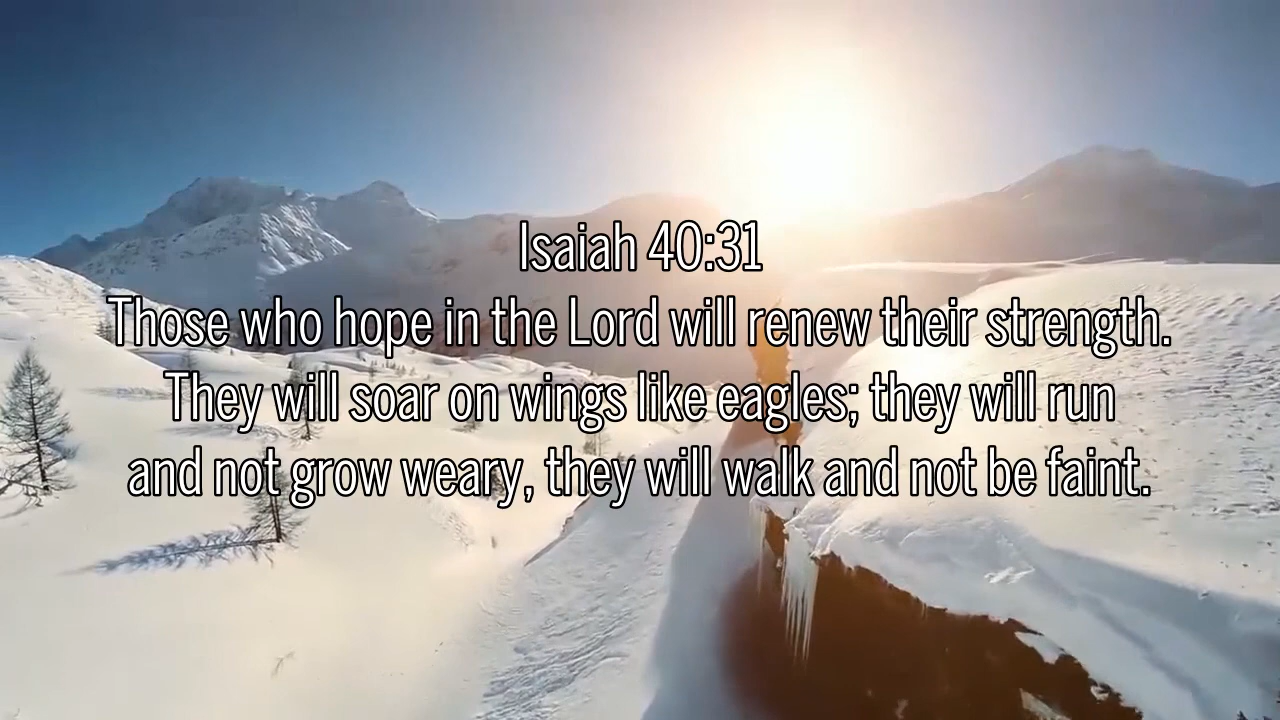 Isaiah 40:31
Those who hope in the Lord will renew their strength.
They will soar on wings like eagles; they will run
and not grow weary, they will walk and not be faint.